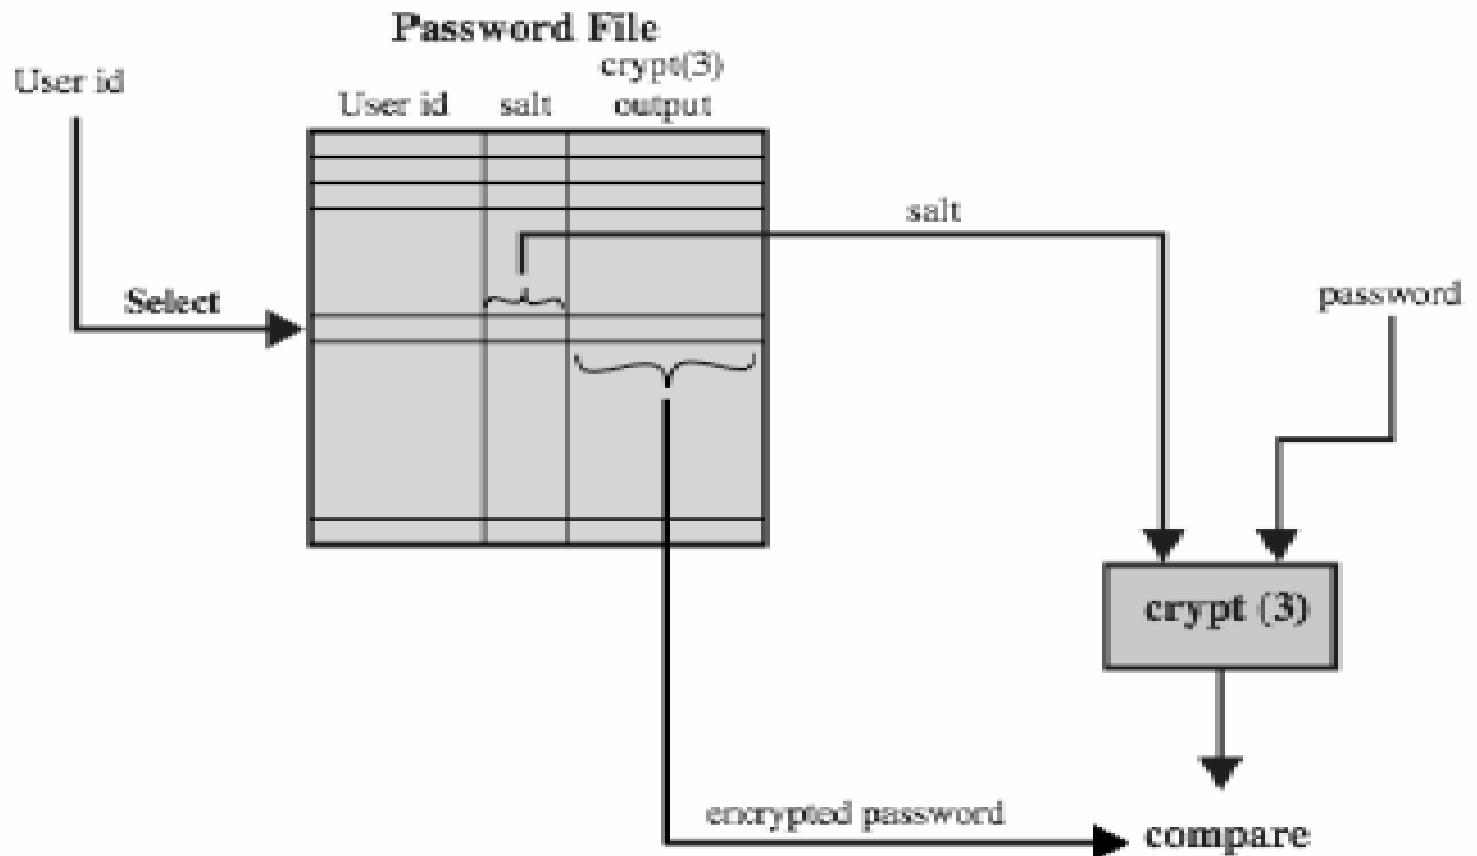 Password File
User id
crypt(3)
User id salt output
salt
Select
password
crypt (3)
encrypted password
compare